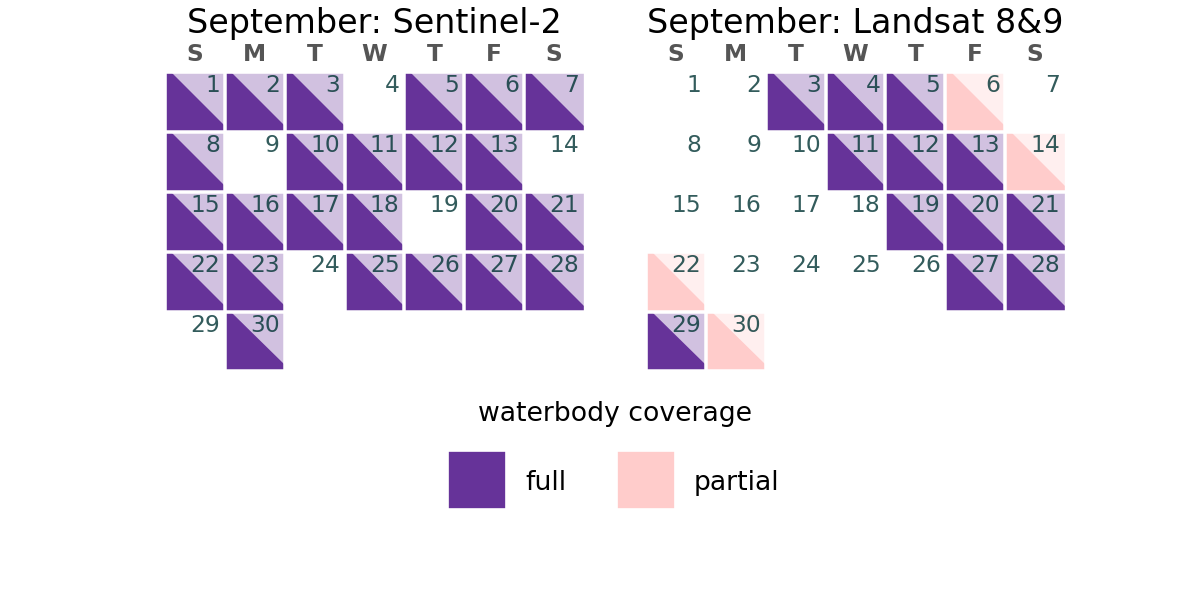 September: Sentinel-2
S M T W T F S
1 2 3 4 5 6 7
8 9 10 11 12 13 14
15 16 17 18 19 20 21
22 23 24 25 26 27 28
29 30
September: Landsat 8&9
S M T W T F S
1 2 3 4 5 6 7
8 9 10 11 12 13 14
15 16 17 18 19 20 21
22 23 24 25 26 27 28
29 30
waterbody coverage
full
partial